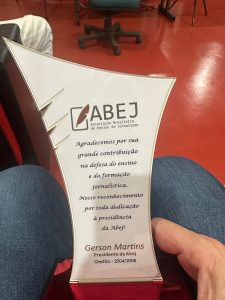 ABEJ
Associação Brasileira
de Ensino de Jornalismo
Agradecemos por sua
grande contribuição
na defesa do ensino
e da formação
jornalística.
Nosso reconhecimento
por toda dedicação
à presidência
da Abej!
Gerson Martins
Presidente da Abej
Gestão - 2004/2006